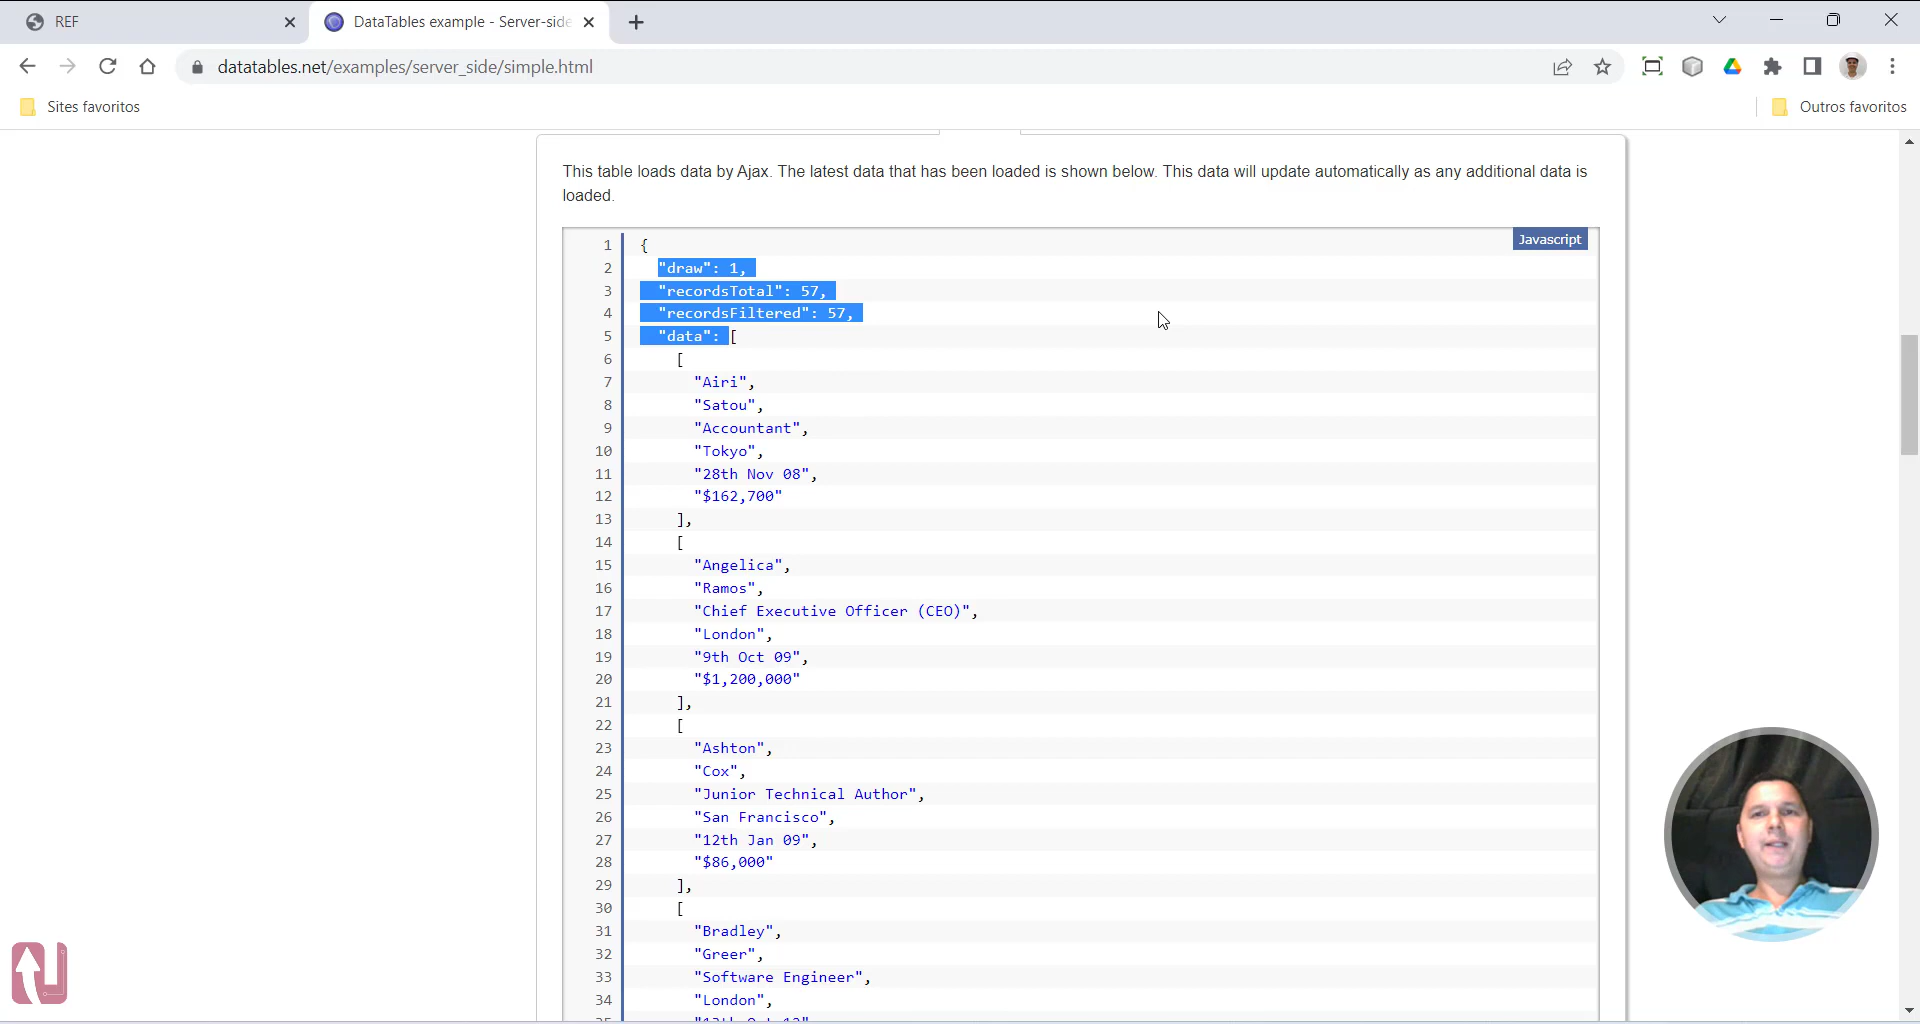 REF
DataTables example - Server-side
datatables.net/examples/server_side/simple.html
Sites favoritos
Outros favoritos
This table loads data by Ajax. The latest data that has been loaded is shown below. This data will update automatically as any additional data is
loaded.
Javascript
1 {
2 "draw": 1,
3 "recordsTotal": 57,
4 "recordsFiltered": 57,
5 "data": [
6 [
7 "Airi",
8 "Satou",
9 "Accountant",
10 "Tokyo",
11 "28th Nov 08",
12 "$162,700"
13 ],
14 [
15 "Angelica",
16 "Ramos",
17 "Chief Executive Officer (CEO)",
18 "London",
19 "9th Oct 09",
20 "$1,200,000"
21 ],
22 [
23 "Ashton",
24 "Cox",
25 "Junior Technical Author",
26 "San Francisco",
27 "12th Jan 09",
28 "$86,000"
29 ],
30 [
31 "Bradley",
32 "Greer",
33 "Software Engineer",
34 "London",